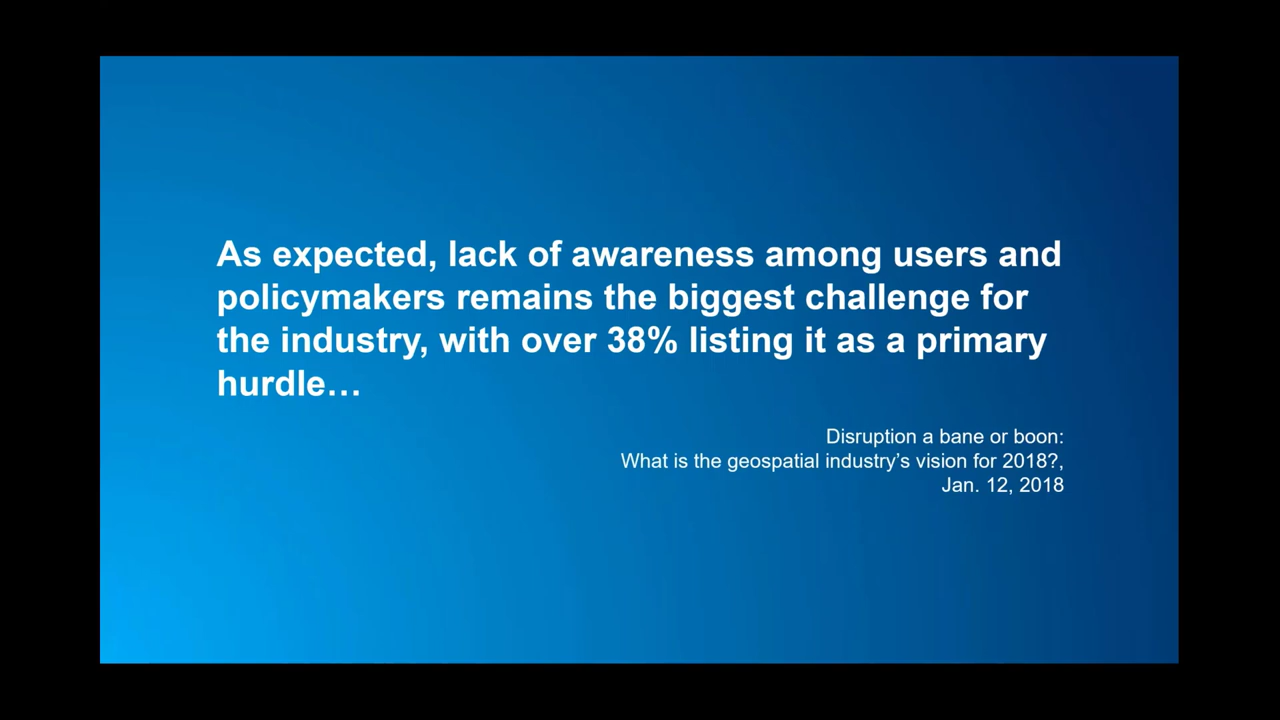 As expected, lack of awareness among users and
policymakers remains the biggest challenge for
the industry, with over 38% listing it as a primary
hurdle…
Disruption a bane or boon:
What is the geospatial industry’s vision for 2018?,
Jan. 12, 2018